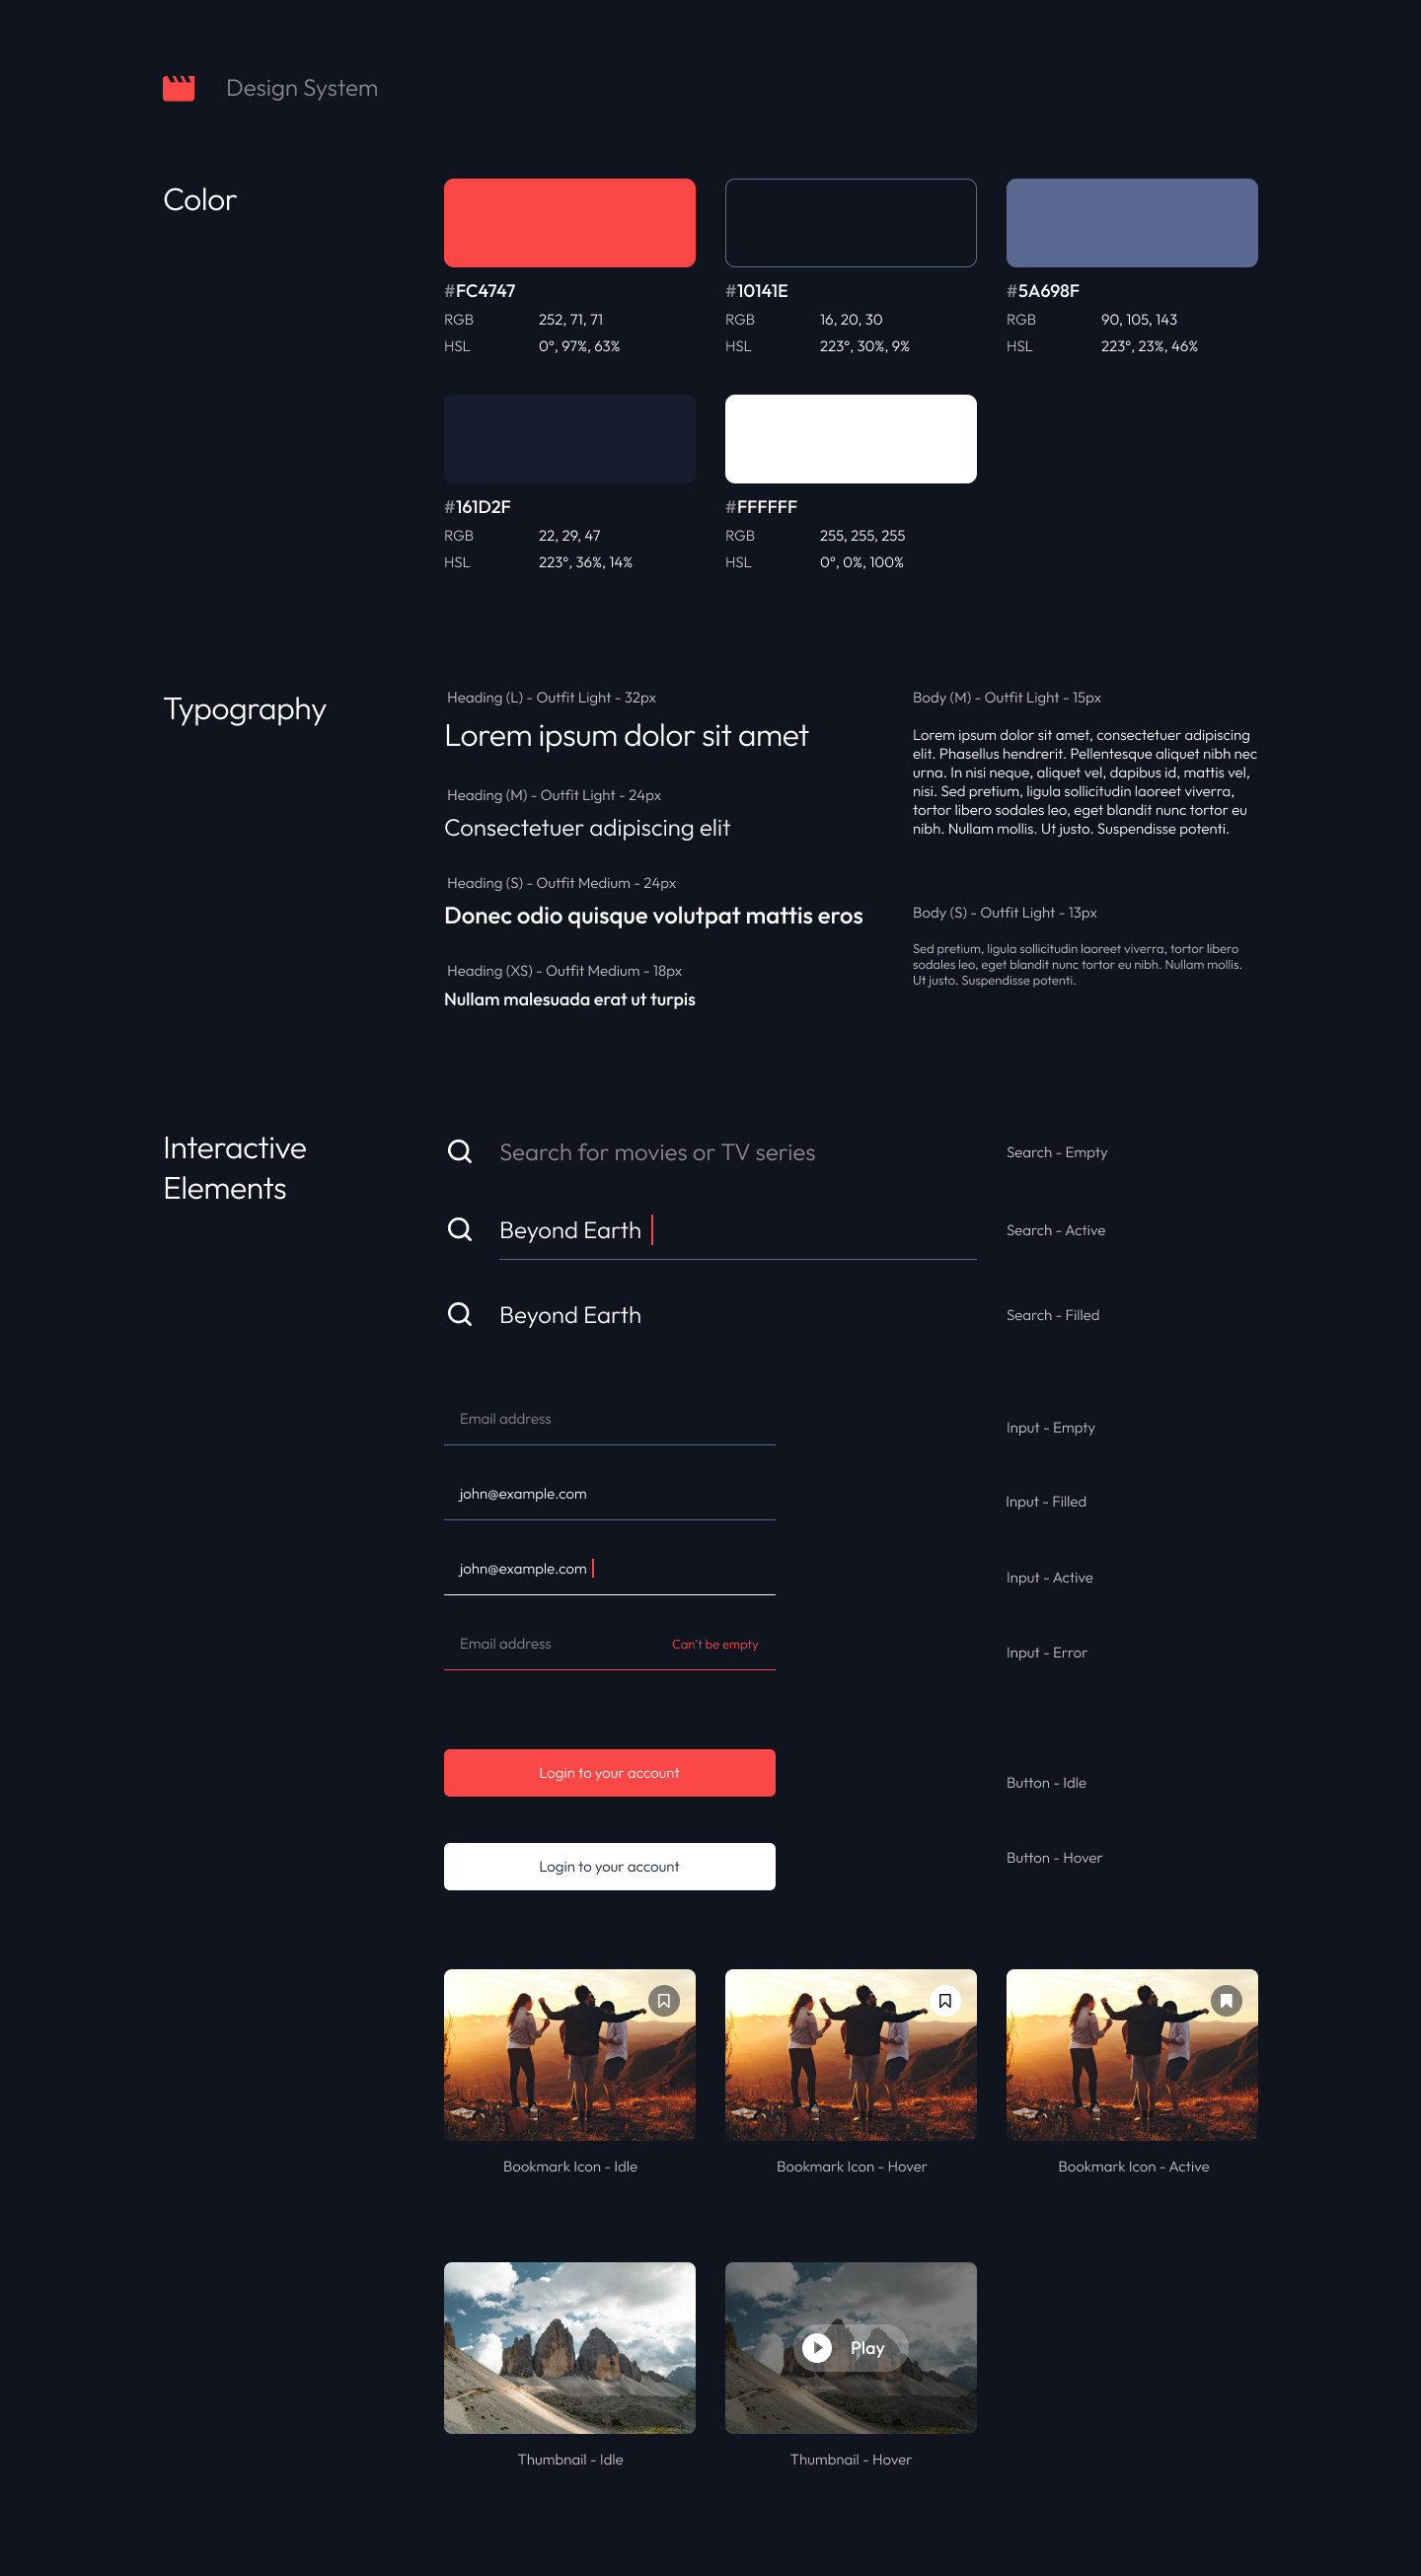 Design System
Color
#FC4747
RGB 252, 71, 71
HSL 0°, 97%, 63%
#10141E
RGB 16, 20, 30
HSL 223°, 30%, 9%
#5A698F
RGB 90, 105, 143
HSL 223°, 23%, 46%
#161D2F
RGB 22, 29, 47
HSL 223°, 36%, 14%
#FFFFFF
RGB 255, 255, 255
HSL 0°, 0%, 100%
Typography
Heading (L) - Outfit Light - 32px
Lorem ipsum dolor sit amet
Heading (M) - Outfit Light - 24px
Consectetuer adipiscing elit
Heading (S) - Outfit Medium - 24px
Donec odio quisque volutpat mattis eros
Heading (XS) - Outfit Medium - 18px
Nullam malesuada erat ut turpis
Body (M) - Outfit Light - 15px
Lorem ipsum dolor sit amet, consectetuer adipiscing
elit. Phasellus hendrerit. Pellentesque aliquet nibh nec
urna. In nisi neque, aliquet vel, dapibus id, mattis vel,
nisi. Sed pretium, ligula sollicitudin laoreet viverra,
tortor libero sodales leo, eget blandit nunc tortor eu
nibh. Nullam mollis. Ut justo. Suspendisse potenti.
Body (S) - Outfit Light - 13px
Sed pretium, ligula sollicitudin laoreet viverra, tortor libero
sodales leo, eget blandit nunc tortor eu nibh. Nullam mollis.
Ut justo. Suspendisse potenti.
Interactive
Elements
Search for movies or TV series
Search - Empty
Beyond Earth
Search - Active
Beyond Earth
Search - Filled
Email address
Input - Empty
john@example.com
Input - Filled
john@example.com
Input - Active
Email address
Can't be empty
Input - Error
Login to your account
Button - Idle
Login to your account
Button - Hover
Bookmark Icon - Idle
Bookmark Icon - Hover
Bookmark Icon - Active
Play
Thumbnail - Idle
Thumbnail - Hover